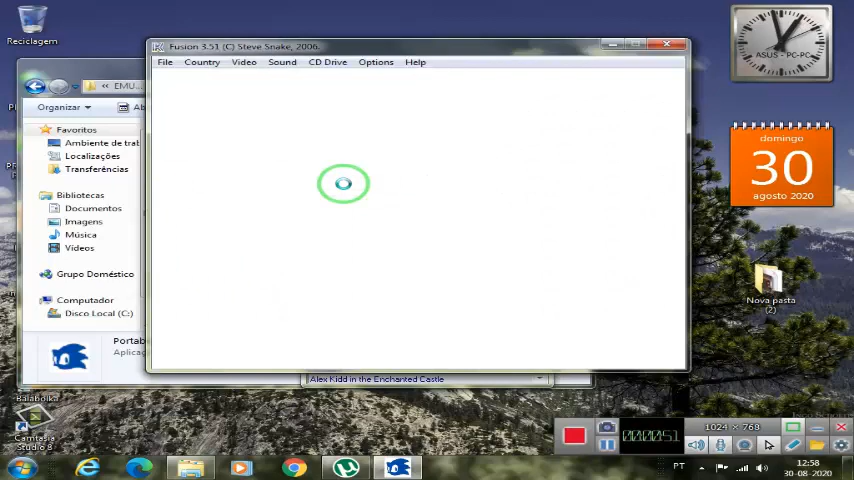 Reciclagem
Fusion 3.51 (C) Steve Snake, 2006.
File Country Video Sound CD Drive Options Help
« EMU...
Organizar
Favoritos
Ambiente de trab
Localizações
Transferências
Bibliotecas
Documentos
Imagens
Música
Vídeos
Grupo Doméstico
Computador
Disco Local (C:)
Portab
Aplicaç
Alex Kidd in the Enchanted Castle
ASUS - PC-PC
domingo
30
agosto 2020
Nova pasta
(2)
Balabolka
Camtasia
Studio 8
1024 × 768
PT
12:58
30-08-2020